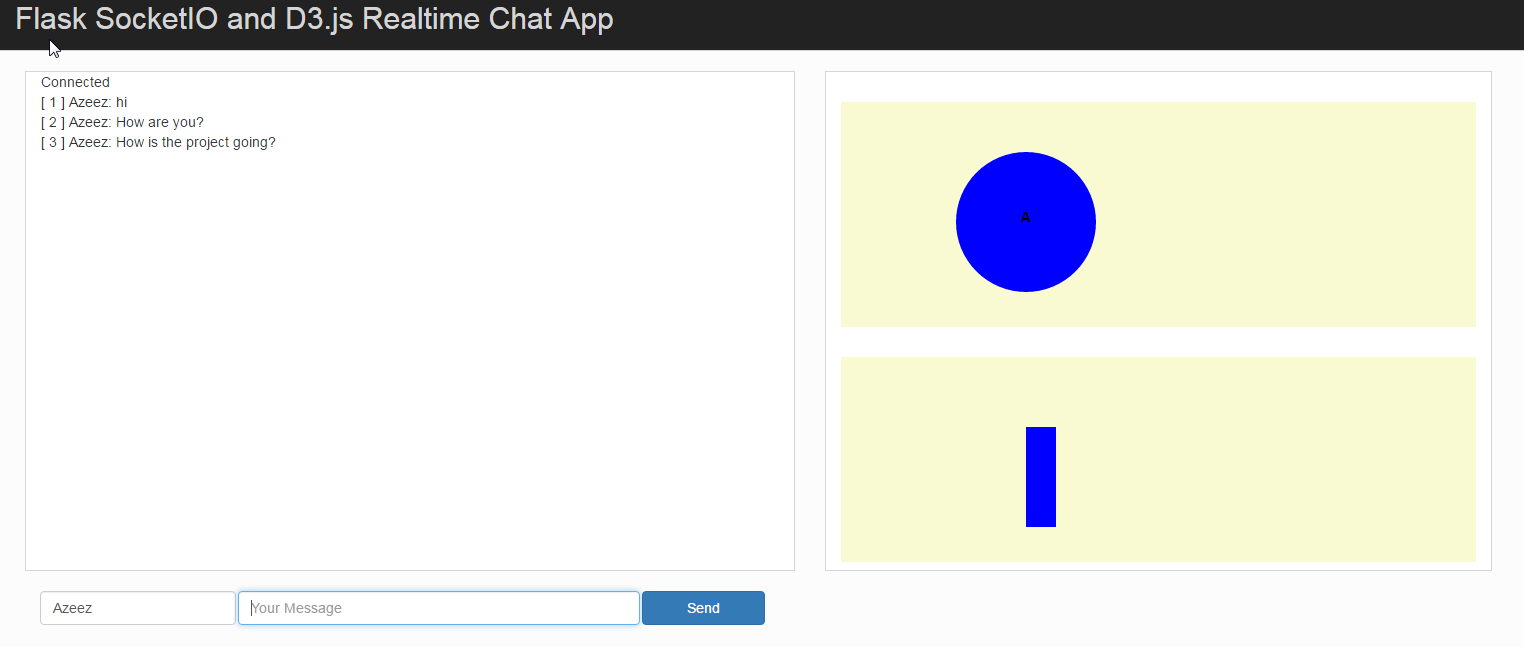 Flask SocketIO and D3.js Realtime Chat App
Connected
[ 1 ] Azeez: hi
[ 2 ] Azeez: How are you?
[ 3 ] Azeez: How is the project going?
A
Azeez
Your Message
Send